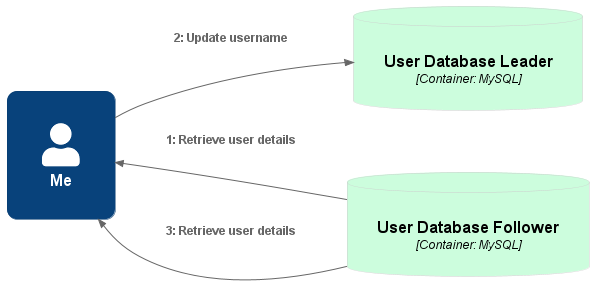 2: Update username
User Database Leader
[Container: MySQL]
1: Retrieve user details
Me
User Database Follower
[Container: MySQL]
3: Retrieve user details